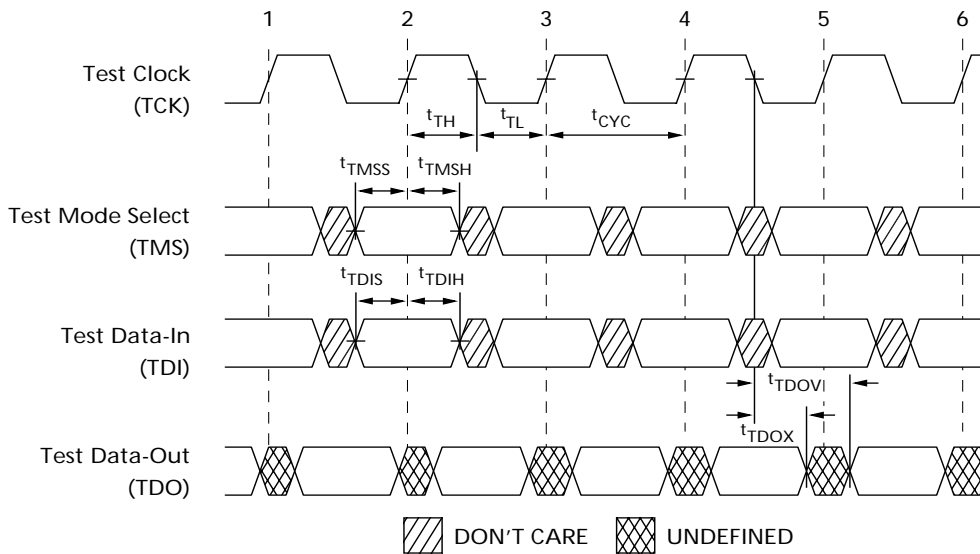 1 2 3 4 5 6
Test Clock
(TCK)
tTH tTL tCYC
tTMSS tTMSH
Test Mode Select
(TMS)
tTDIS tTDIH
Test Data-In
(TDI)
tTDOV
tTDOX
Test Data-Out
(TDO)
DON'T CARE UNDEFINED